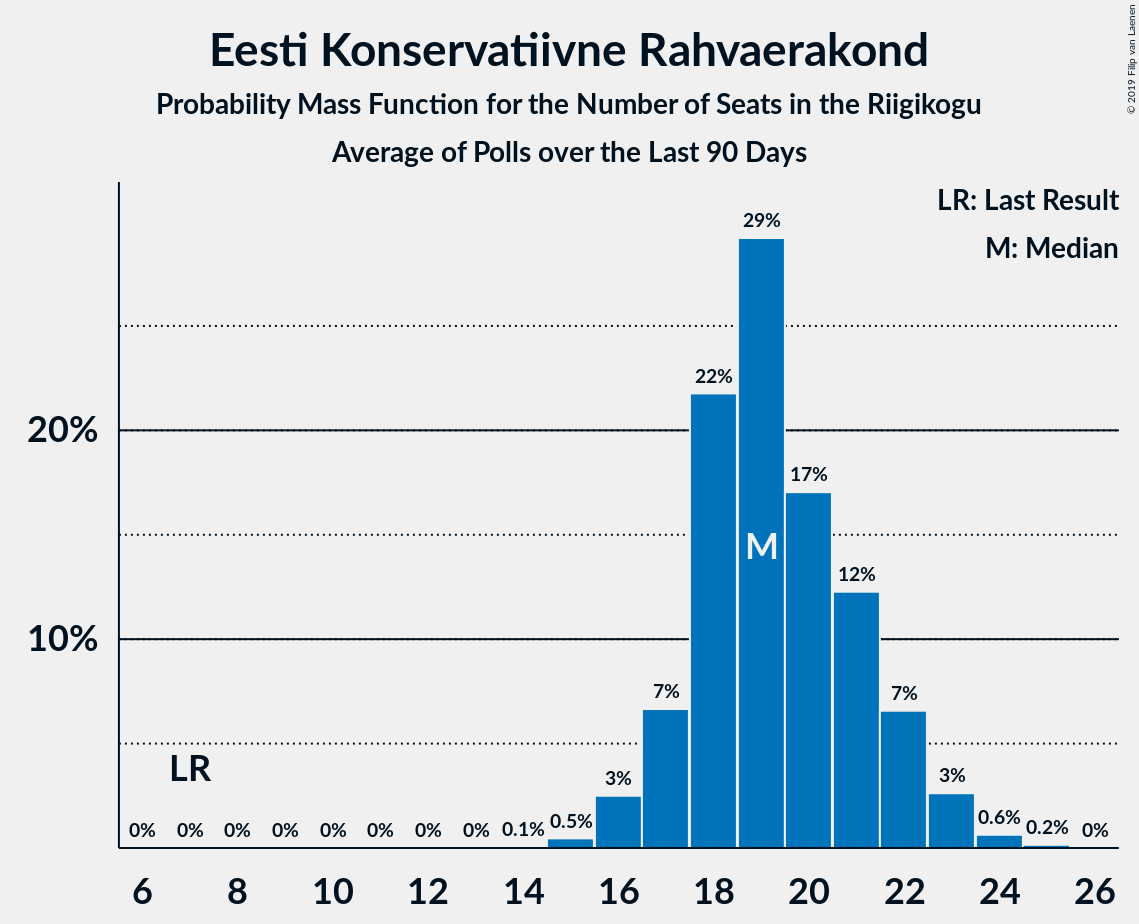 Eesti Konservatiivne Rahvaerakond
Probability Mass Function for the Number of Seats in the Riigikogu
Average of Polls over the Last 90 Days
© 2019 Filip van Laenen
LR: Last Result
M: Median
20%
10%
0% 0% 0% 0% 0% 0% 0% 0% 0.1% 0.5% 3% 7% 22% 29% 17% 12% 7% 3% 0.6% 0.2% 0%
LR
M
6 8 10 12 14 16 18 20 22 24 26